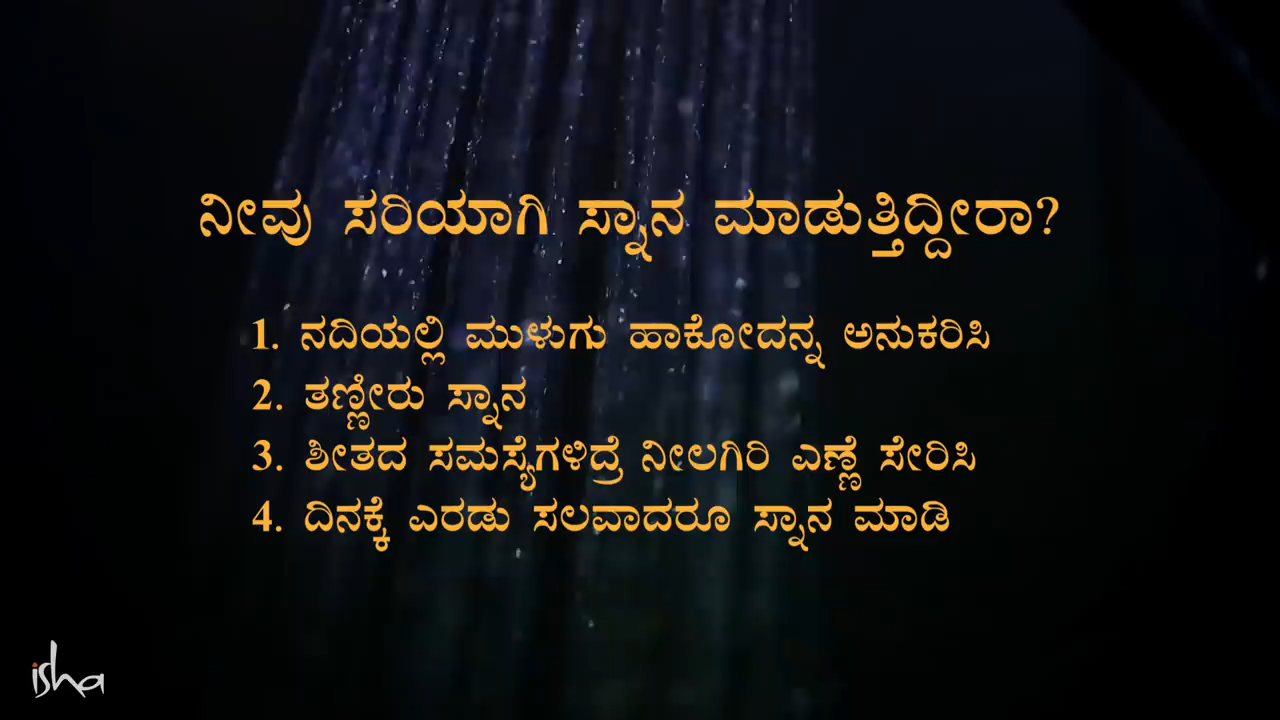 ನೀವು ಸರಿಯಾಗಿ ಸ್ನಾನ ಮಾಡುತ್ತಿದ್ದೀರಾ?
1. ನದಿಯಲ್ಲಿ ಮುಳುಗು ಹಾಕೋದನ್ನ ಅನುಕರಿಸಿ
2. ತಣ್ಣೀರು ಸ್ನಾನ
3. ಶೀತದ ಸಮಸ್ಯೆಗಳಿದ್ರೆ ನೀಲಗಿರಿ ಎಣ್ಣೆ ಸೇರಿಸಿ
4. ದಿನಕ್ಕೆ ಎರಡು ಸಲವಾದರೂ ಸ್ನಾನ ಮಾಡಿ
isha